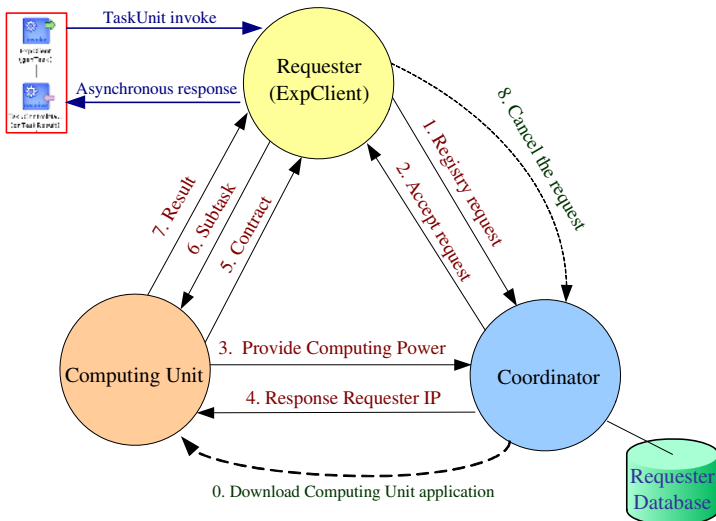 TaskUnit invoke
invoke
ExpClient
Asynchronous response
Requester
(ExpClient)
8. Cancel the request
1. Registry request
2. Accept request
7. Result
6. Subtask
5. Contract
3. Provide Computing Power
Computing Unit
Coordinator
4. Response Requester IP
0. Download Computing Unit application
Requester
Database